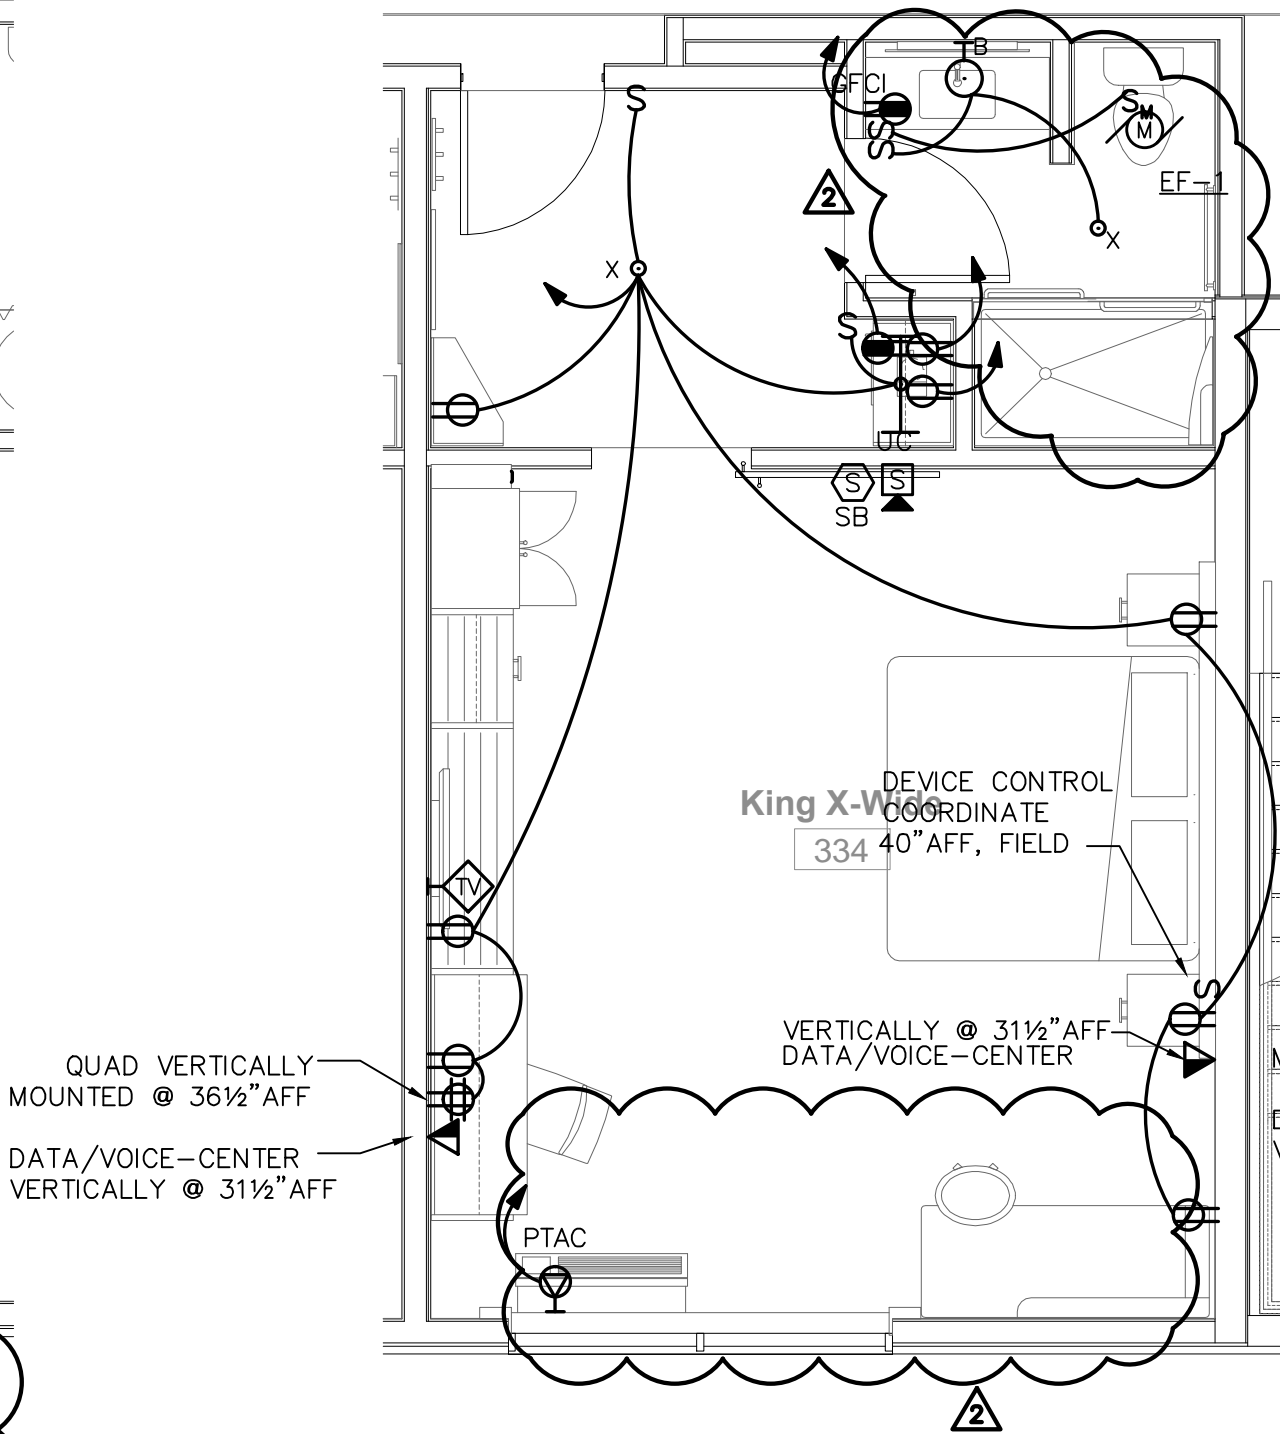 B
GFCI
S
S
S
S
M
M
EF-1
2
X
X
S
UC
S
S
SB
King X-Wide
334
DEVICE CONTROL
COORDINATE
40"AFF, FIELD
TV
S
VERTICALLY @ 31½"AFF
DATA/VOICE-CENTER
QUAD VERTICALLY
MOUNTED @ 36½"AFF
DATA/VOICE-CENTER
VERTICALLY @ 31½"AFF
PTAC
2